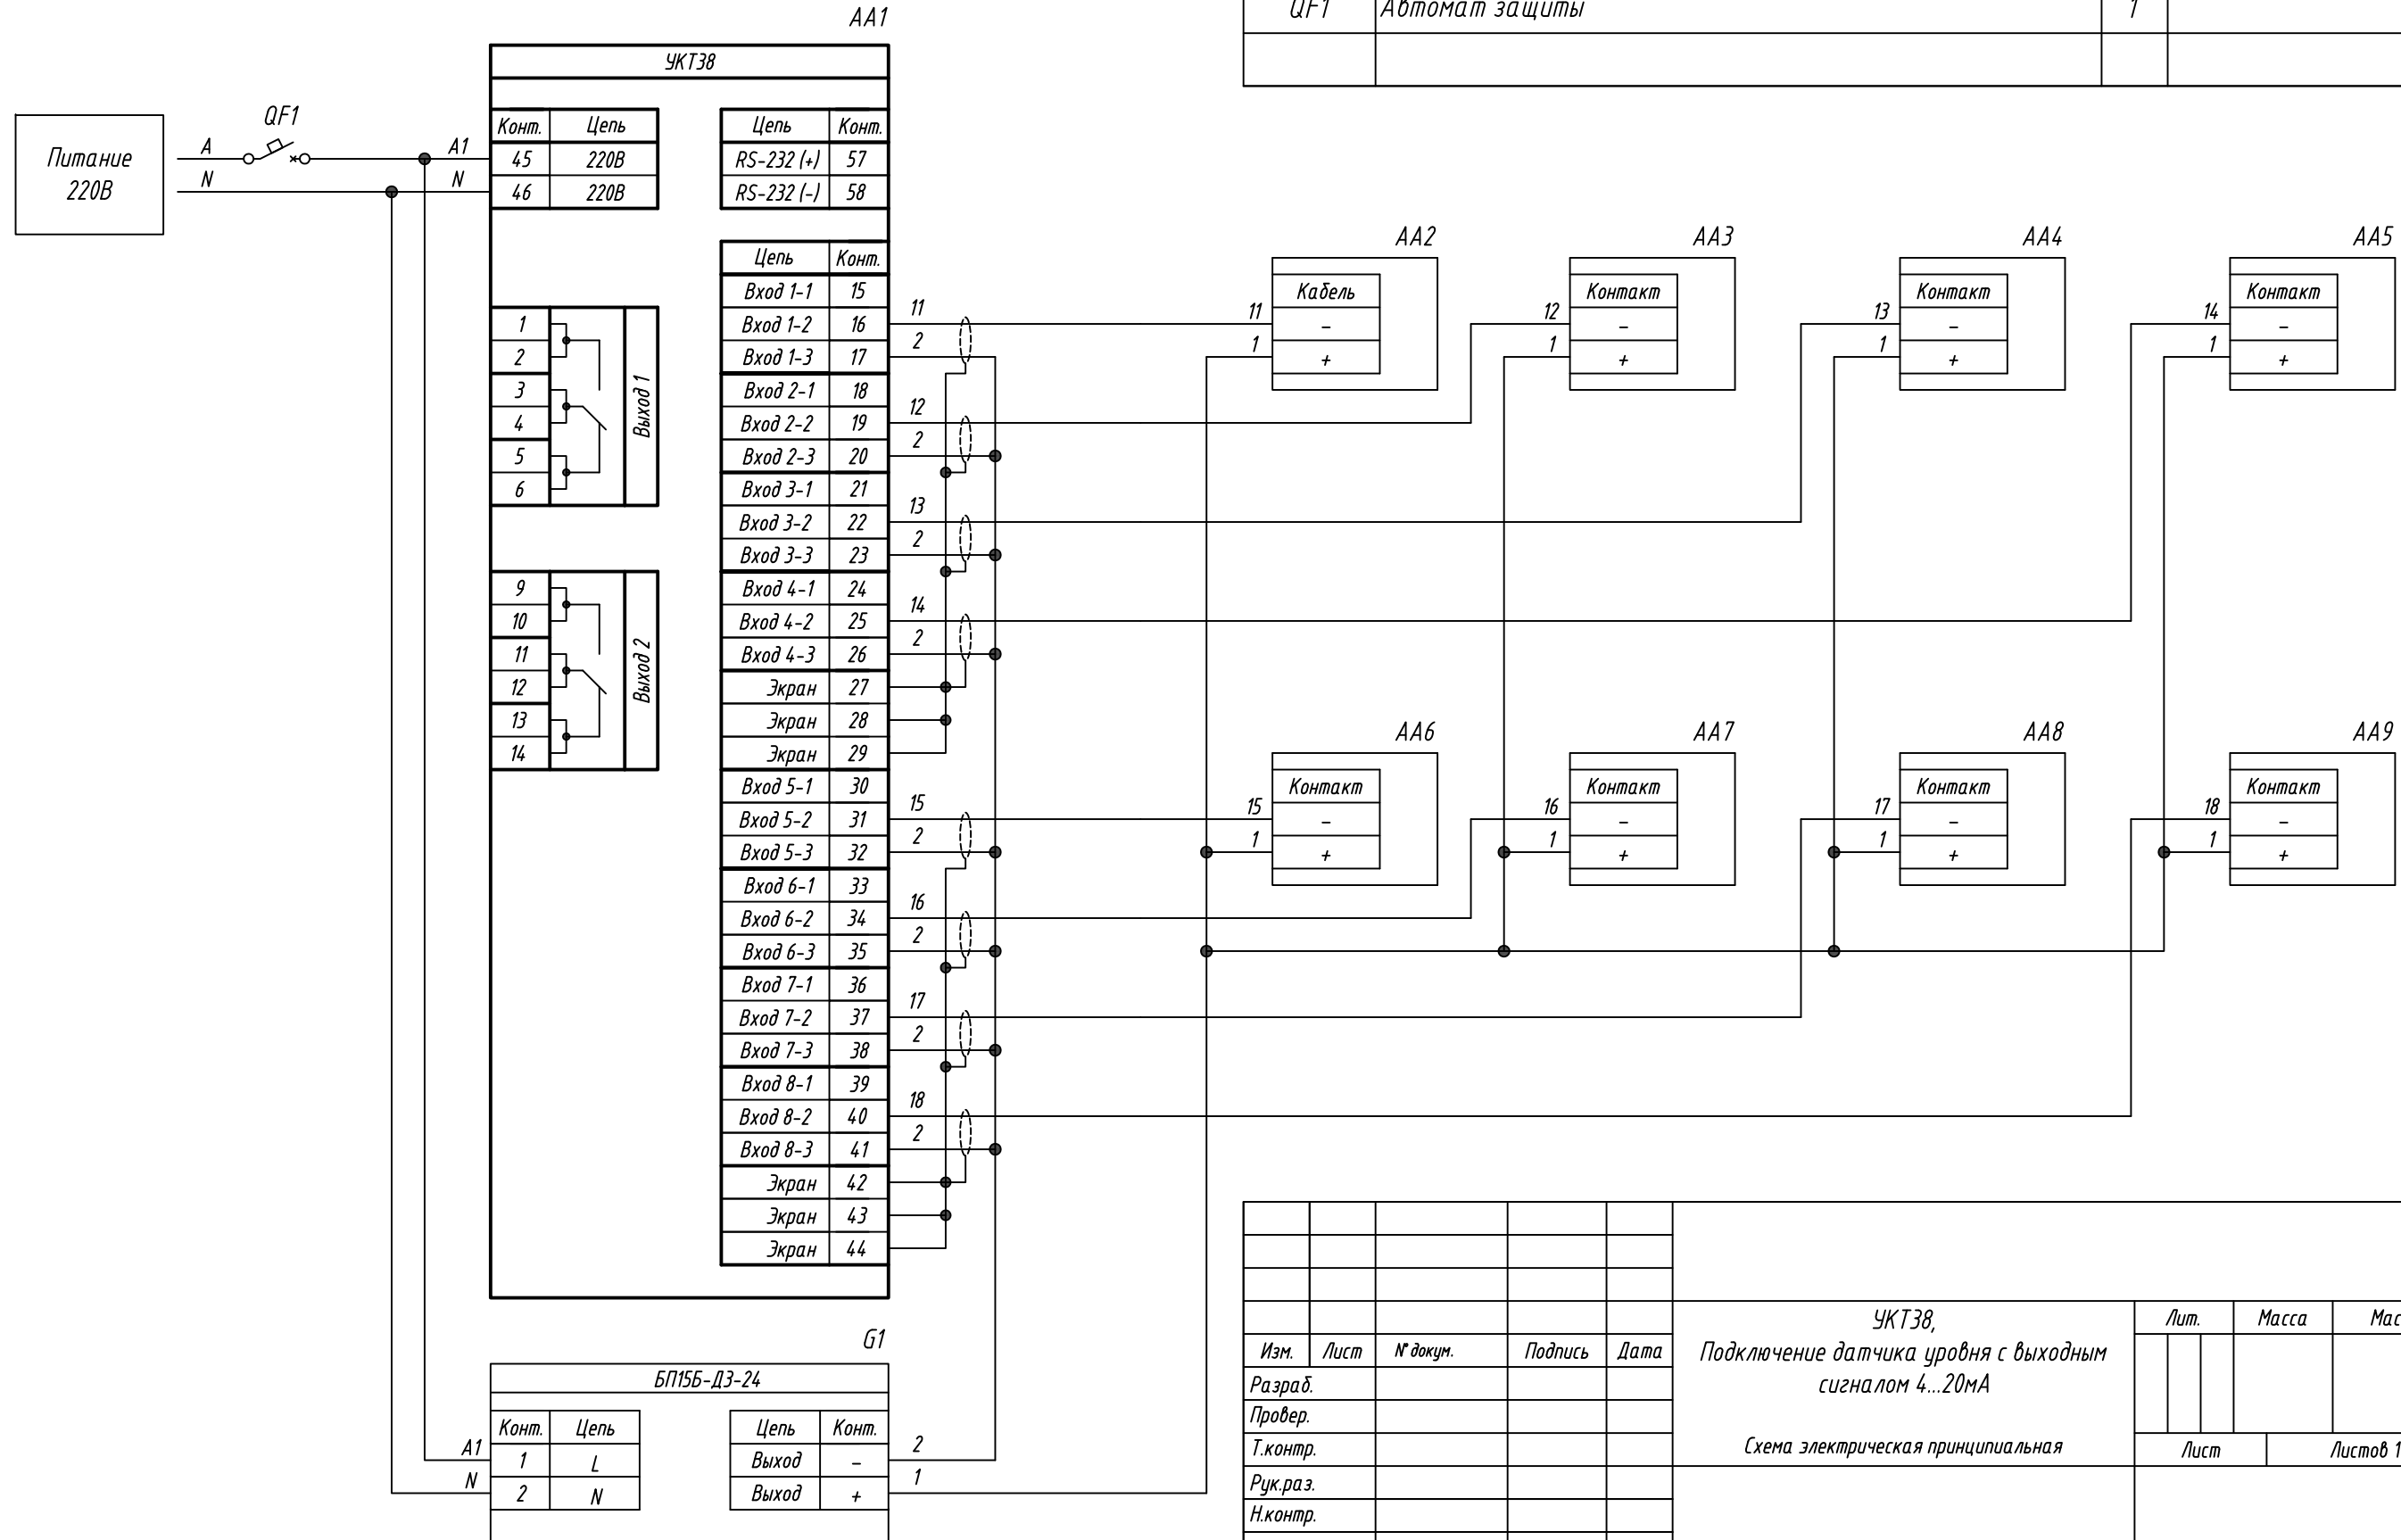 QF1 Автомат защиты 1
АА1
УКТ38
Питание
220В
QF1
A
N
A1
N
Конт. Цепь
45 220В
46 220В
Цепь Конт.
RS-232 (+) 57
RS-232 (-) 58
1
2
3
4
5
6
Выход 1
9
10
11
12
13
14
Выход 2
Цепь Конт.
Вход 1-1 15
Вход 1-2 16 11
Вход 1-3 17 2
Вход 2-1 18
Вход 2-2 19 12
Вход 2-3 20 2
Вход 3-1 21
Вход 3-2 22 13
Вход 3-3 23 2
Вход 4-1 24
Вход 4-2 25 14
Вход 4-3 26 2
Экран 27
Экран 28
Экран 29
Вход 5-1 30
Вход 5-2 31 15
Вход 5-3 32 2
Вход 6-1 33
Вход 6-2 34 16
Вход 6-3 35 2
Вход 7-1 36
Вход 7-2 37 17
Вход 7-3 38 2
Вход 8-1 39
Вход 8-2 40 18
Вход 8-3 41 2
Экран 42
Экран 43
Экран 44
АА2
Кабель
11 -
1 +
АА3
Контакт
12 -
1 +
АА4
Контакт
13 -
1 +
АА5
Контакт
14 -
1 +
АА6
Контакт
15 -
1 +
АА7
Контакт
16 -
1 +
АА8
Контакт
17 -
1 +
АА9
Контакт
18 -
1 +
G1
БП15Б-Д3-24
Конт. Цепь
A1 1 L
N 2 N
Цепь Конт.
Выход - 2
Выход + 1
Изм. Лист № докум. Подпись Дата
Разраб.
Провер.
Т.контр.
Рук.раз.
Н.контр.
УКТ38,
Подключение датчика уровня с выходным
сигналом 4...20мА
Схема электрическая принципиальная
Лит. Масса Мас
Лист Листов 1